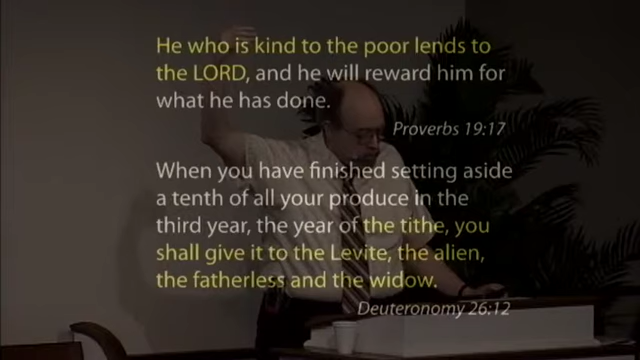 He who is kind to the poor lends to
the LORD, and he will reward him for
what he has done.
Proverbs 19:17
When you have finished setting aside
a tenth of all your produce in the
third year, the year of the tithe, you
shall give it to the Levite, the alien,
the fatherless and the widow.
Deuteronomy 26:12